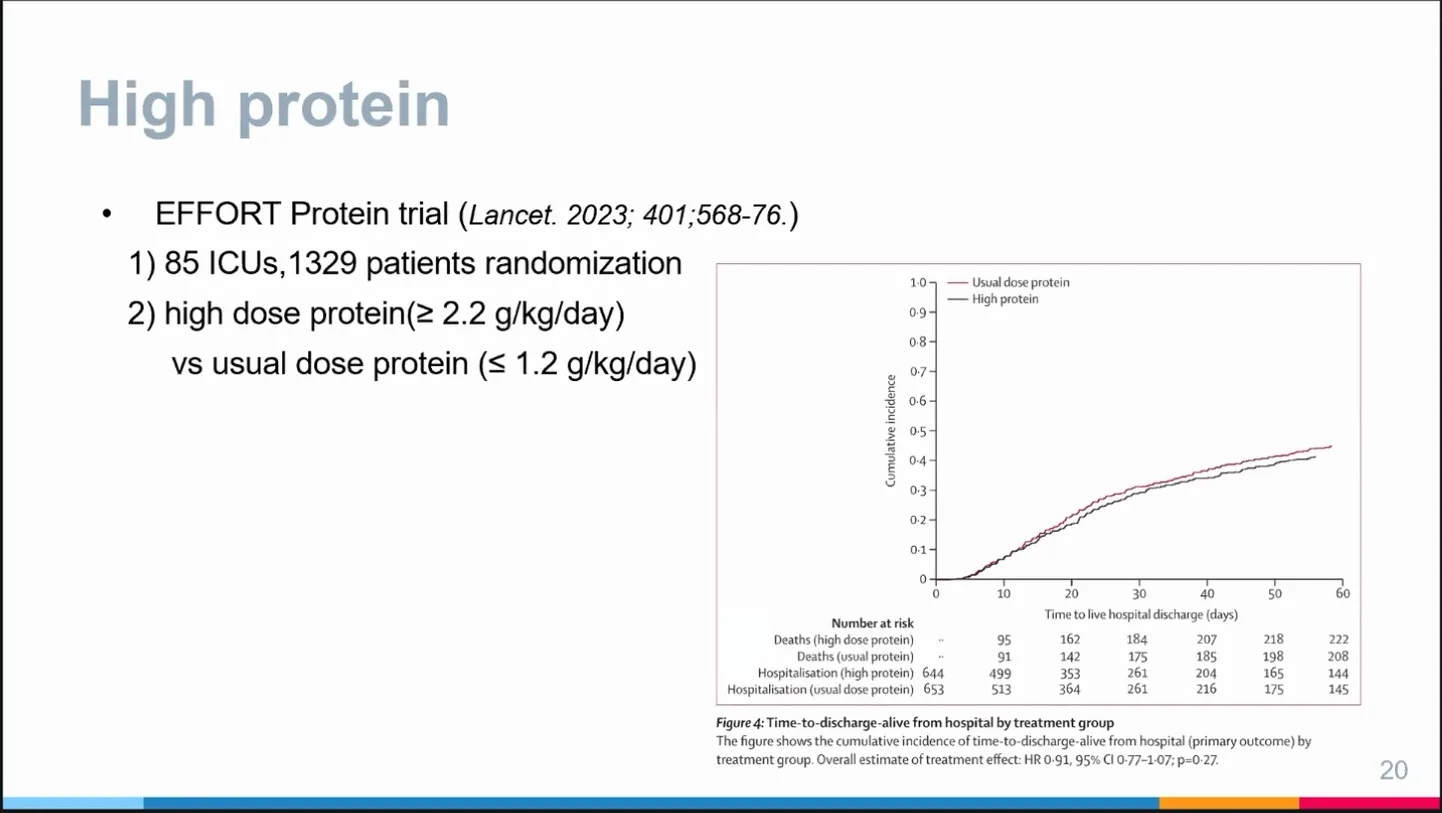 High protein
• EFFORT Protein trial (Lancet. 2023; 401;568-76.)
1) 85 ICUs,1329 patients randomization
2) high dose protein(≥ 2.2 g/kg/day)
vs usual dose protein (≤ 1.2 g/kg/day)
Usual dose protein
High protein
Cumulative incidence
1·0
0·9
0·8
0·7
0·6
0·5
0·4
0·3
0·2
0·1
0
0 10 20 30 40 50 60
Time to live hospital discharge (days)
Number at risk
Deaths (high dose protein) ·· 95 162 184 207 218 222
Deaths (usual protein) ·· 91 142 175 185 198 208
Hospitalisation (high protein) 644 499 353 261 204 165 144
Hospitalisation (usual dose protein) 653 513 364 261 216 175 145
Figure 4: Time-to-discharge-alive from hospital by treatment group
The figure shows the cumulative incidence of time-to-discharge-alive from hospital (primary outcome) by
treatment group. Overall estimate of treatment effect: HR 0·91, 95% CI 0·77–1·07; p=0·27.
20